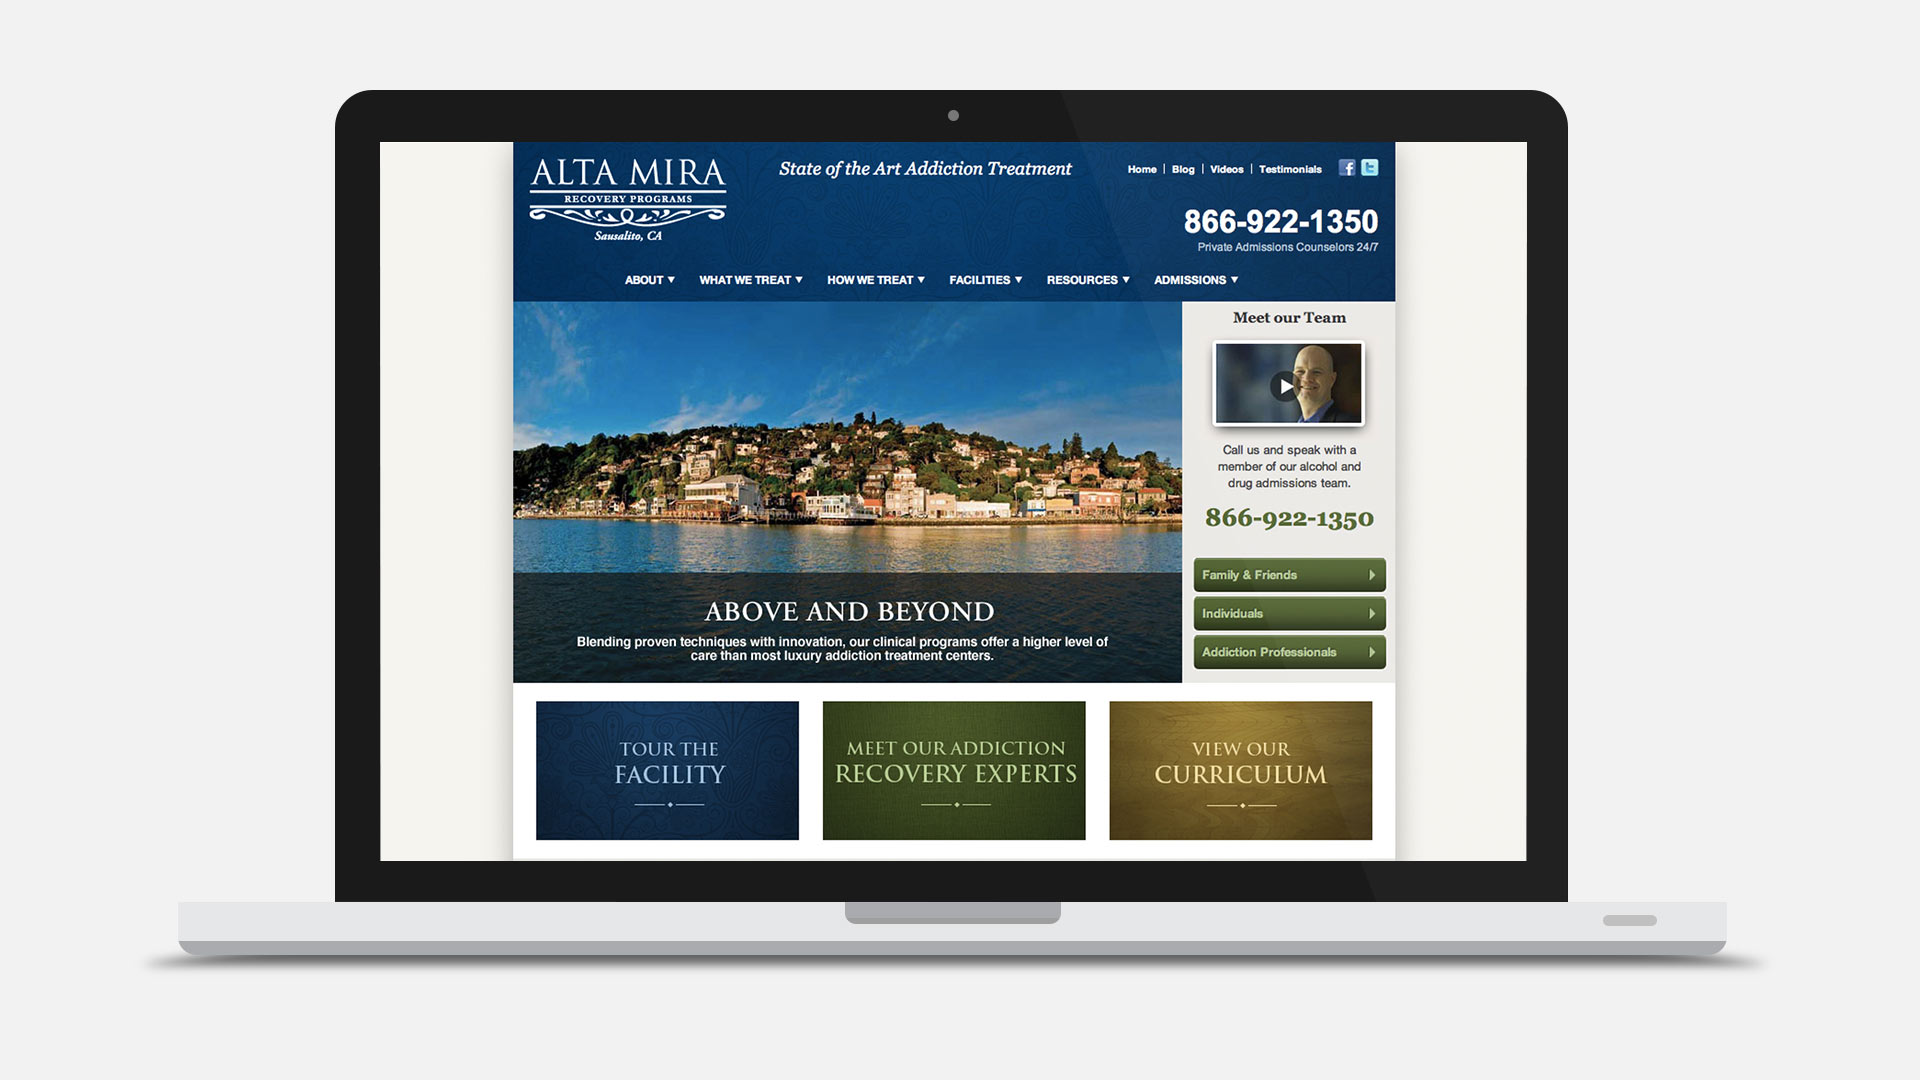 ALTA MIRA
RECOVERY PROGRAMS
Sausalito, CA
State of the Art Addiction Treatment
Home | Blog | Videos | Testimonials
866-922-1350
Private Admissions Counselors 24/7
ABOUT WHAT WE TREAT HOW WE TREAT FACILITIES RESOURCES ADMISSIONS
Meet our Team
Call us and speak with a
member of our alcohol and
drug admissions team.
866-922-1350
Family & Friends
Individuals
Addiction Professionals
ABOVE AND BEYOND
Blending proven techniques with innovation, our clinical programs offer a higher level of
care than most luxury addiction treatment centers.
TOUR THE
FACILITY
MEET OUR ADDICTION
RECOVERY EXPERTS
VIEW OUR
CURRICULUM